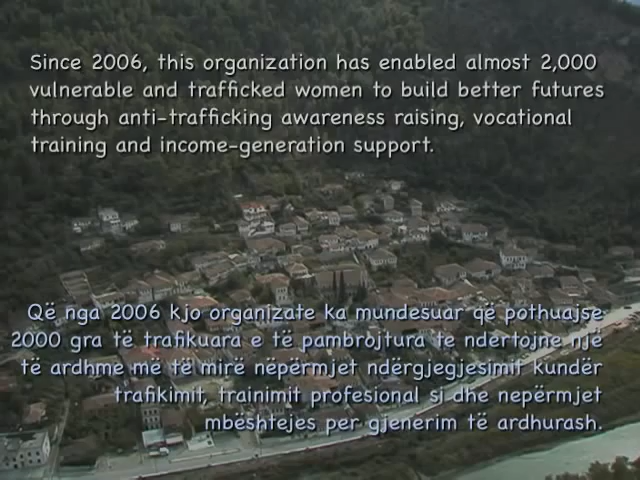 Since 2006, this organization has enabled almost 2,000
vulnerable and trafficked women to build better futures
through anti-trafficking awareness raising, vocational
training and income-generation support.
Që nga 2006 kjo organizate ka mundesuar që pothuajse
2000 gra të trafikuara e të pambrojtura te ndertojne një
të ardhme më të mirë nëpërmjet ndërgjegjesimit kundër
trafikimit, trainimit profesional si dhe nepërmjet
mbështejes per gjenerim të ardhurash.